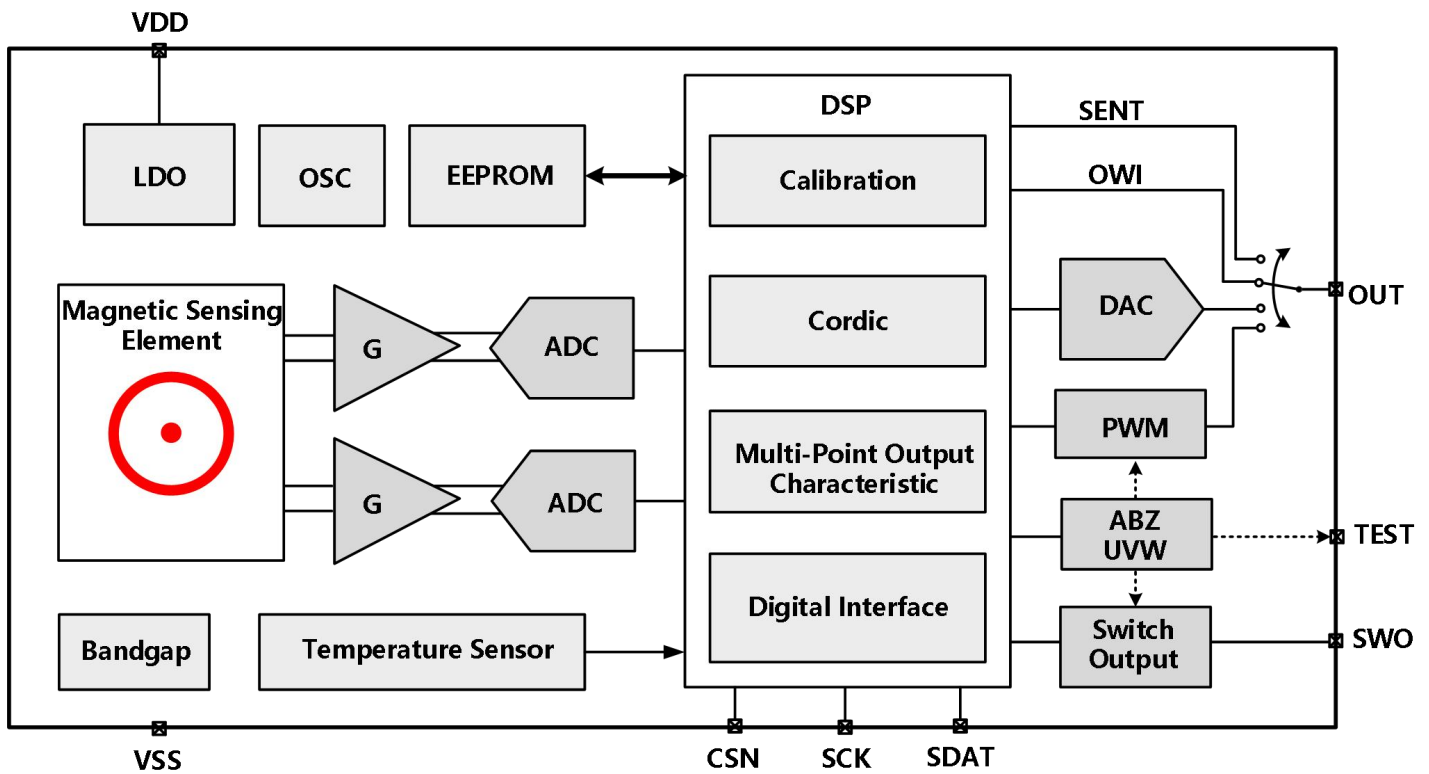 VDD
DSP
SENT
LDO
OSC
EEPROM
Calibration
OWI
Magnetic Sensing
Element
G
ADC
Cordic
DAC
OUT
PWM
Multi-Point Output
Characteristic
G
ADC
ABZ
UVW
TEST
Bandgap
Temperature Sensor
Digital Interface
Switch
Output
SWO
VSS
CSN
SCK
SDAT